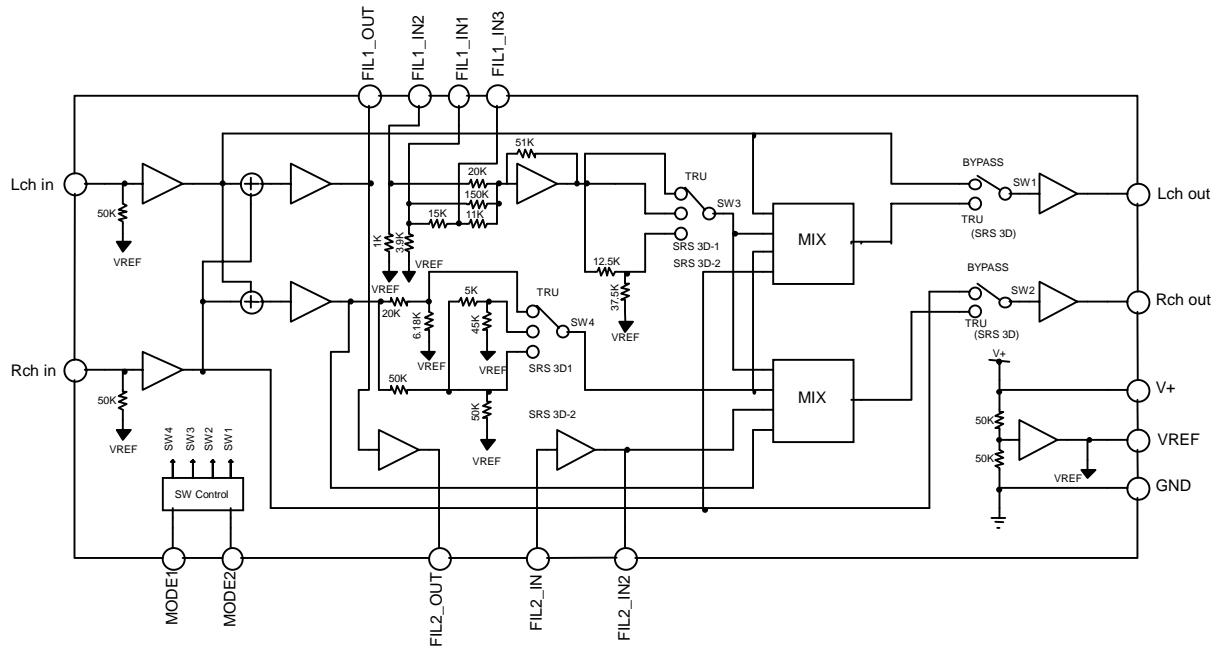 FIL1_OUT
FIL1_IN2
FIL1_IN1
FIL1_IN3
Lch in
50K
VREF
51K
20K
150K
15K
11K
1K
3.9K
VREF
VREF
TRU
SW3
SRS 3D-1
SRS 3D-2
12.5K
37.5K
VREF
MIX
BYPASS
SW1
TRU
(SRS 3D)
Lch out
BYPASS
SW2
TRU
(SRS 3D)
Rch out
20K
6.18K
VREF
5K
45K
VREF
TRU
SW4
SRS 3D1
SRS 3D-2
50K
50K
VREF
Rch in
50K
VREF
MIX
V+
V+
50K
50K
VREF
VREF
GND
SW4
SW3
SW2
SW1
SW Control
MODE1
MODE2
FIL2_OUT
FIL2_IN
FIL2_IN2